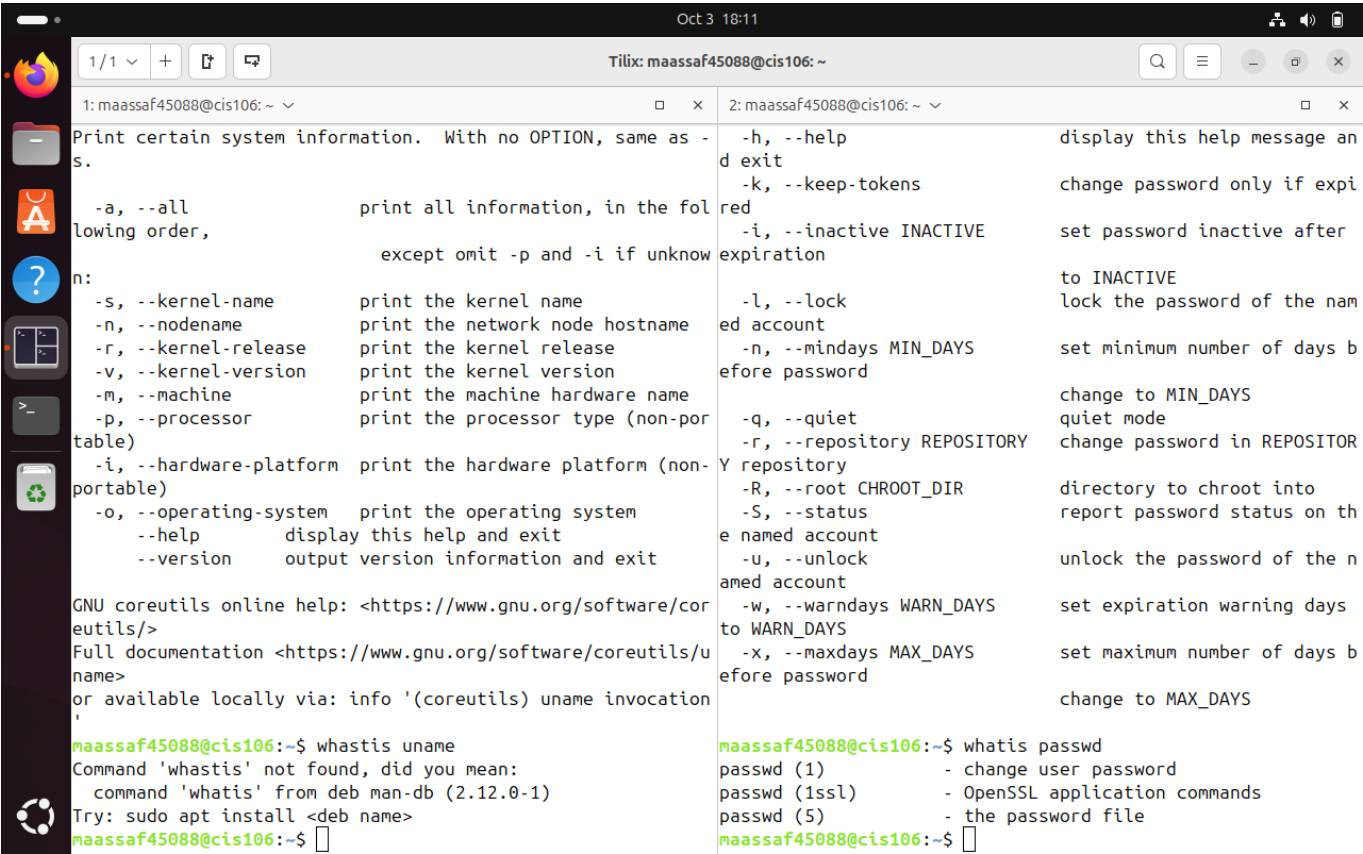 Oct 3 18:11
1 / 1
Tilix: maassaf45088@cis106: ~
1: maassaf45088@cis106: ~
Print certain system information.  With no OPTION, same as -
s.

  -a, --all                print all information, in the fol
lowing order,
                             except omit -p and -i if unknow
n:
  -s, --kernel-name        print the kernel name
  -n, --nodename           print the network node hostname
  -r, --kernel-release     print the kernel release
  -v, --kernel-version     print the kernel version
  -m, --machine            print the machine hardware name
  -p, --processor          print the processor type (non-por
table)
  -i, --hardware-platform  print the hardware platform (non-
portable)
  -o, --operating-system   print the operating system
      --help        display this help and exit
      --version     output version information and exit

GNU coreutils online help: <https://www.gnu.org/software/cor
eutils/>
Full documentation <https://www.gnu.org/software/coreutils/u
name>
or available locally via: info '(coreutils) uname invocation
'
maassaf45088@cis106:~$ whastis uname
Command 'whastis' not found, did you mean:
  command 'whatis' from deb man-db (2.12.0-1)
Try: sudo apt install <deb name>
maassaf45088@cis106:~$
2: maassaf45088@cis106: ~
  -h, --help                    display this help message an
d exit
  -k, --keep-tokens             change password only if expi
red
  -i, --inactive INACTIVE       set password inactive after
expiration
                                to INACTIVE
  -l, --lock                    lock the password of the nam
ed account
  -n, --mindays MIN_DAYS        set minimum number of days b
efore password
                                change to MIN_DAYS
  -q, --quiet                   quiet mode
  -r, --repository REPOSITORY   change password in REPOSITOR
Y repository
  -R, --root CHROOT_DIR         directory to chroot into
  -S, --status                  report password status on th
e named account
  -u, --unlock                  unlock the password of the n
amed account
  -w, --warndays WARN_DAYS      set expiration warning days
to WARN_DAYS
  -x, --maxdays MAX_DAYS        set maximum number of days b
efore password
                                change to MAX_DAYS

maassaf45088@cis106:~$ whatis passwd
passwd (1)           - change user password
passwd (1ssl)        - OpenSSL application commands
passwd (5)           - the password file
maassaf45088@cis106:~$